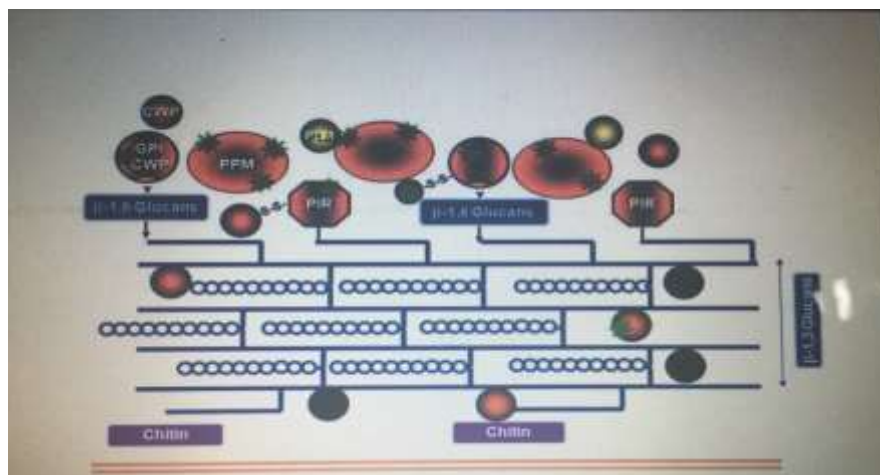 CWP
GPI
CWP
PPM
β-1,6 Glucans
PIR
β-1,6 Glucans
PIR
β-1,3 Glucans
Chitin
Chitin